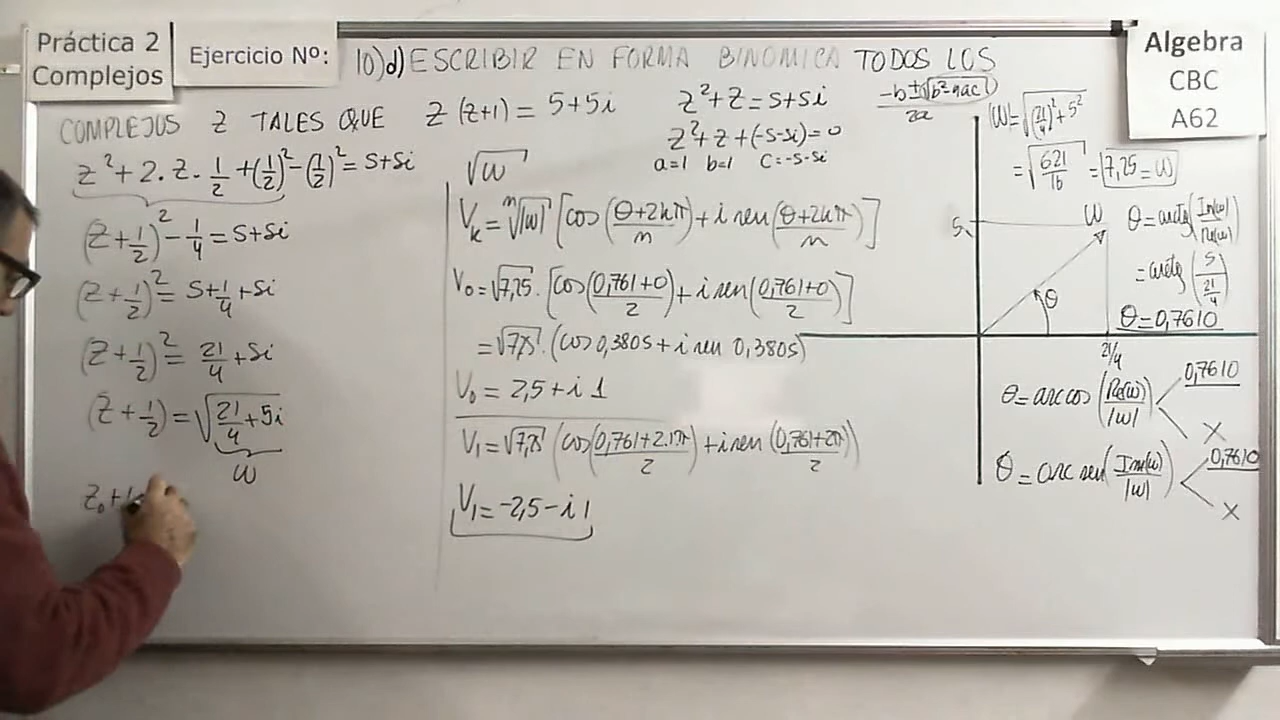 Práctica 2
Complejos
Ejercicio Nº:
10)d) ESCRIBIR EN FORMA BINOMICA TODOS LOS
COMPLEJOS Z TALES QUE Z (Z+1) = 5+5i
Algebra
CBC
A62
Z²+Z=5+5i
Z²+Z+(-5-5i)=0
a=1 b=1 C=-5-5i
-b±√(b²-4ac)
2a
Z²+2.Z.1/2+(1/2)²-(1/2)²=5+5i
(Z+1/2)²-1/4=5+5i
(Z+1/2)²=5+1/4+5i
(Z+1/2)²=21/4+5i
(Z+1/2)=√(21/4+5i)
W
Z₀+
√W
Vₖ=ⁿ√|W| [cos((θ+2kπ)/n)+i sen((θ+2kπ)/n)]
V₀=√7,25.[cos((0,761+0)/2)+i sen((0,761+0)/2)]
=√7,25.(cos 0,3805+i sen 0,3805)
V₀=2,5+i 1
V₁=√7,25 (cos((0,761+2.1π)/2)+i sen((0,761+2π)/2))
V₁=-2,5-i 1
|W|=√((21/4)²+5²)
=√(841/16)=7,25=W
5
W
θ
21/4
θ=arctg(Im(w)/Re(w))
=arctg(5/(21/4))
θ=0,7610
θ=arc cos(Re(w)/|w|) 0,7610
X
θ=arc sen(Im(w)/|w|) 0,7610
X